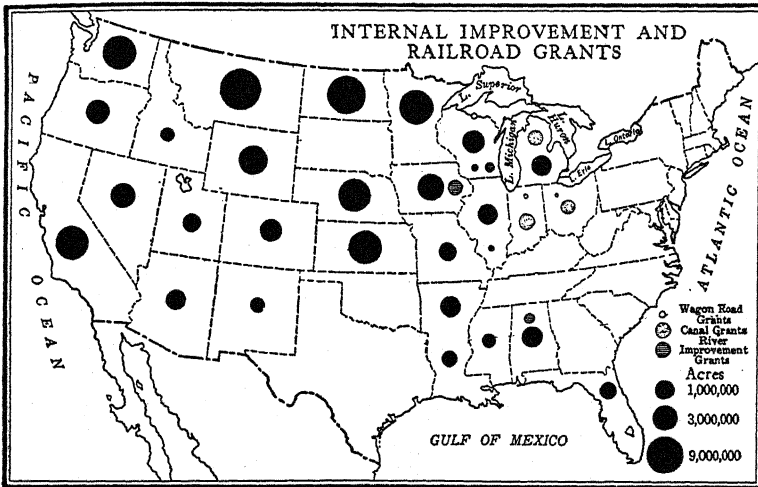 INTERNAL IMPROVEMENT AND
RAILROAD GRANTS
PACIFIC OCEAN
L. Superior
L. Michigan
L. Huron
L. Ontario
L. Erie
ATLANTIC OCEAN
GULF OF MEXICO
Wagon Road
Grants
Canal Grants
River
Improvement
Grants
Acres
1,000,000
3,000,000
9,000,000